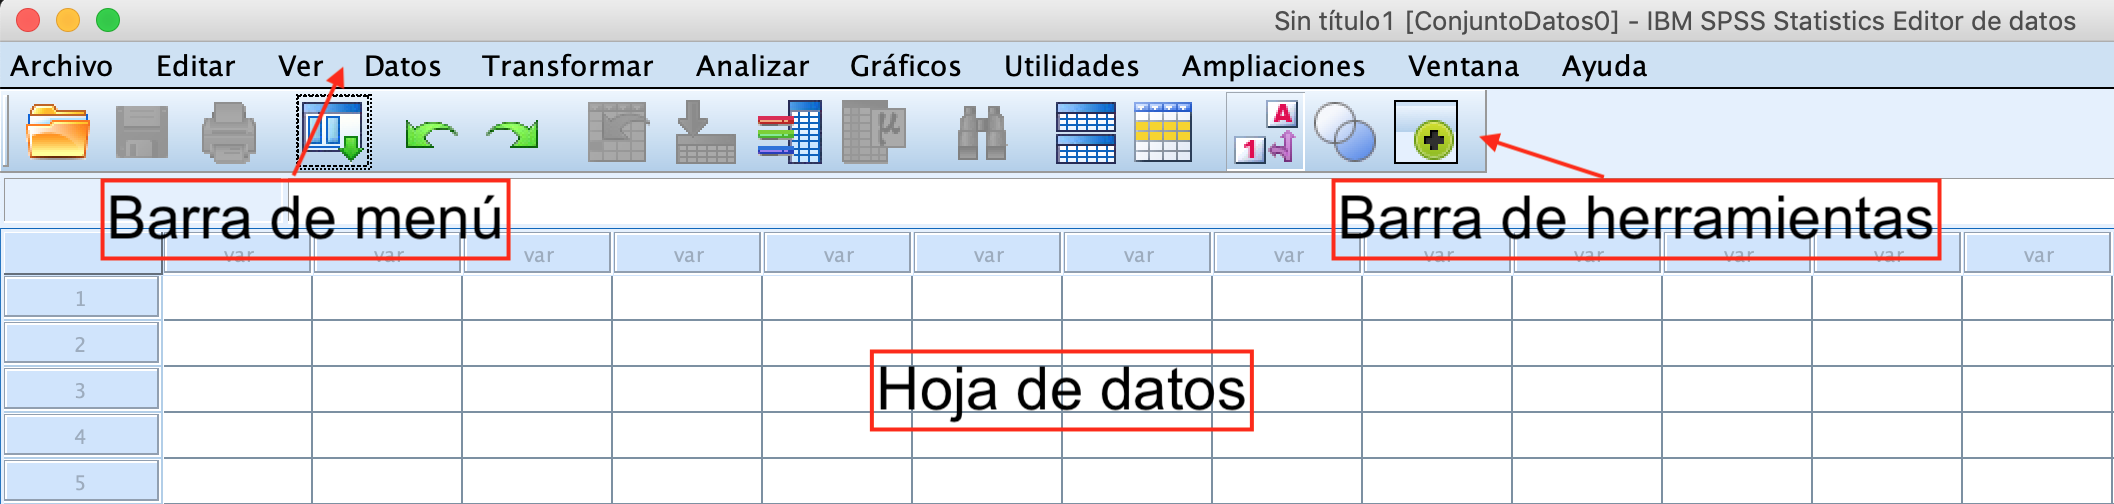 Sin título1 [ConjuntoDatos0] - IBM SPSS Statistics Editor de datos
Archivo Editar Ver Datos Transformar Analizar Gráficos Utilidades Ampliaciones Ventana Ayuda
A
1
μ
Barra de menú Barra de herramientas
var var var var var var var var var var var var var
1
2
3
Hoja de datos
4
5